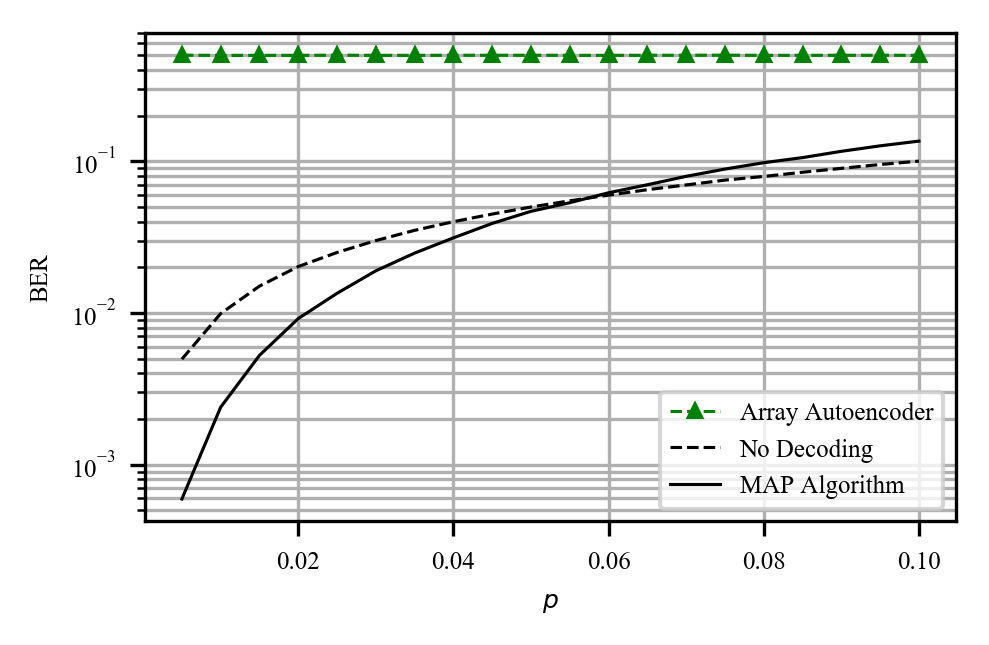 BER
10⁻¹
10⁻²
10⁻³
Array Autoencoder
No Decoding
MAP Algorithm
0.02 0.04 0.06 0.08 0.10
p